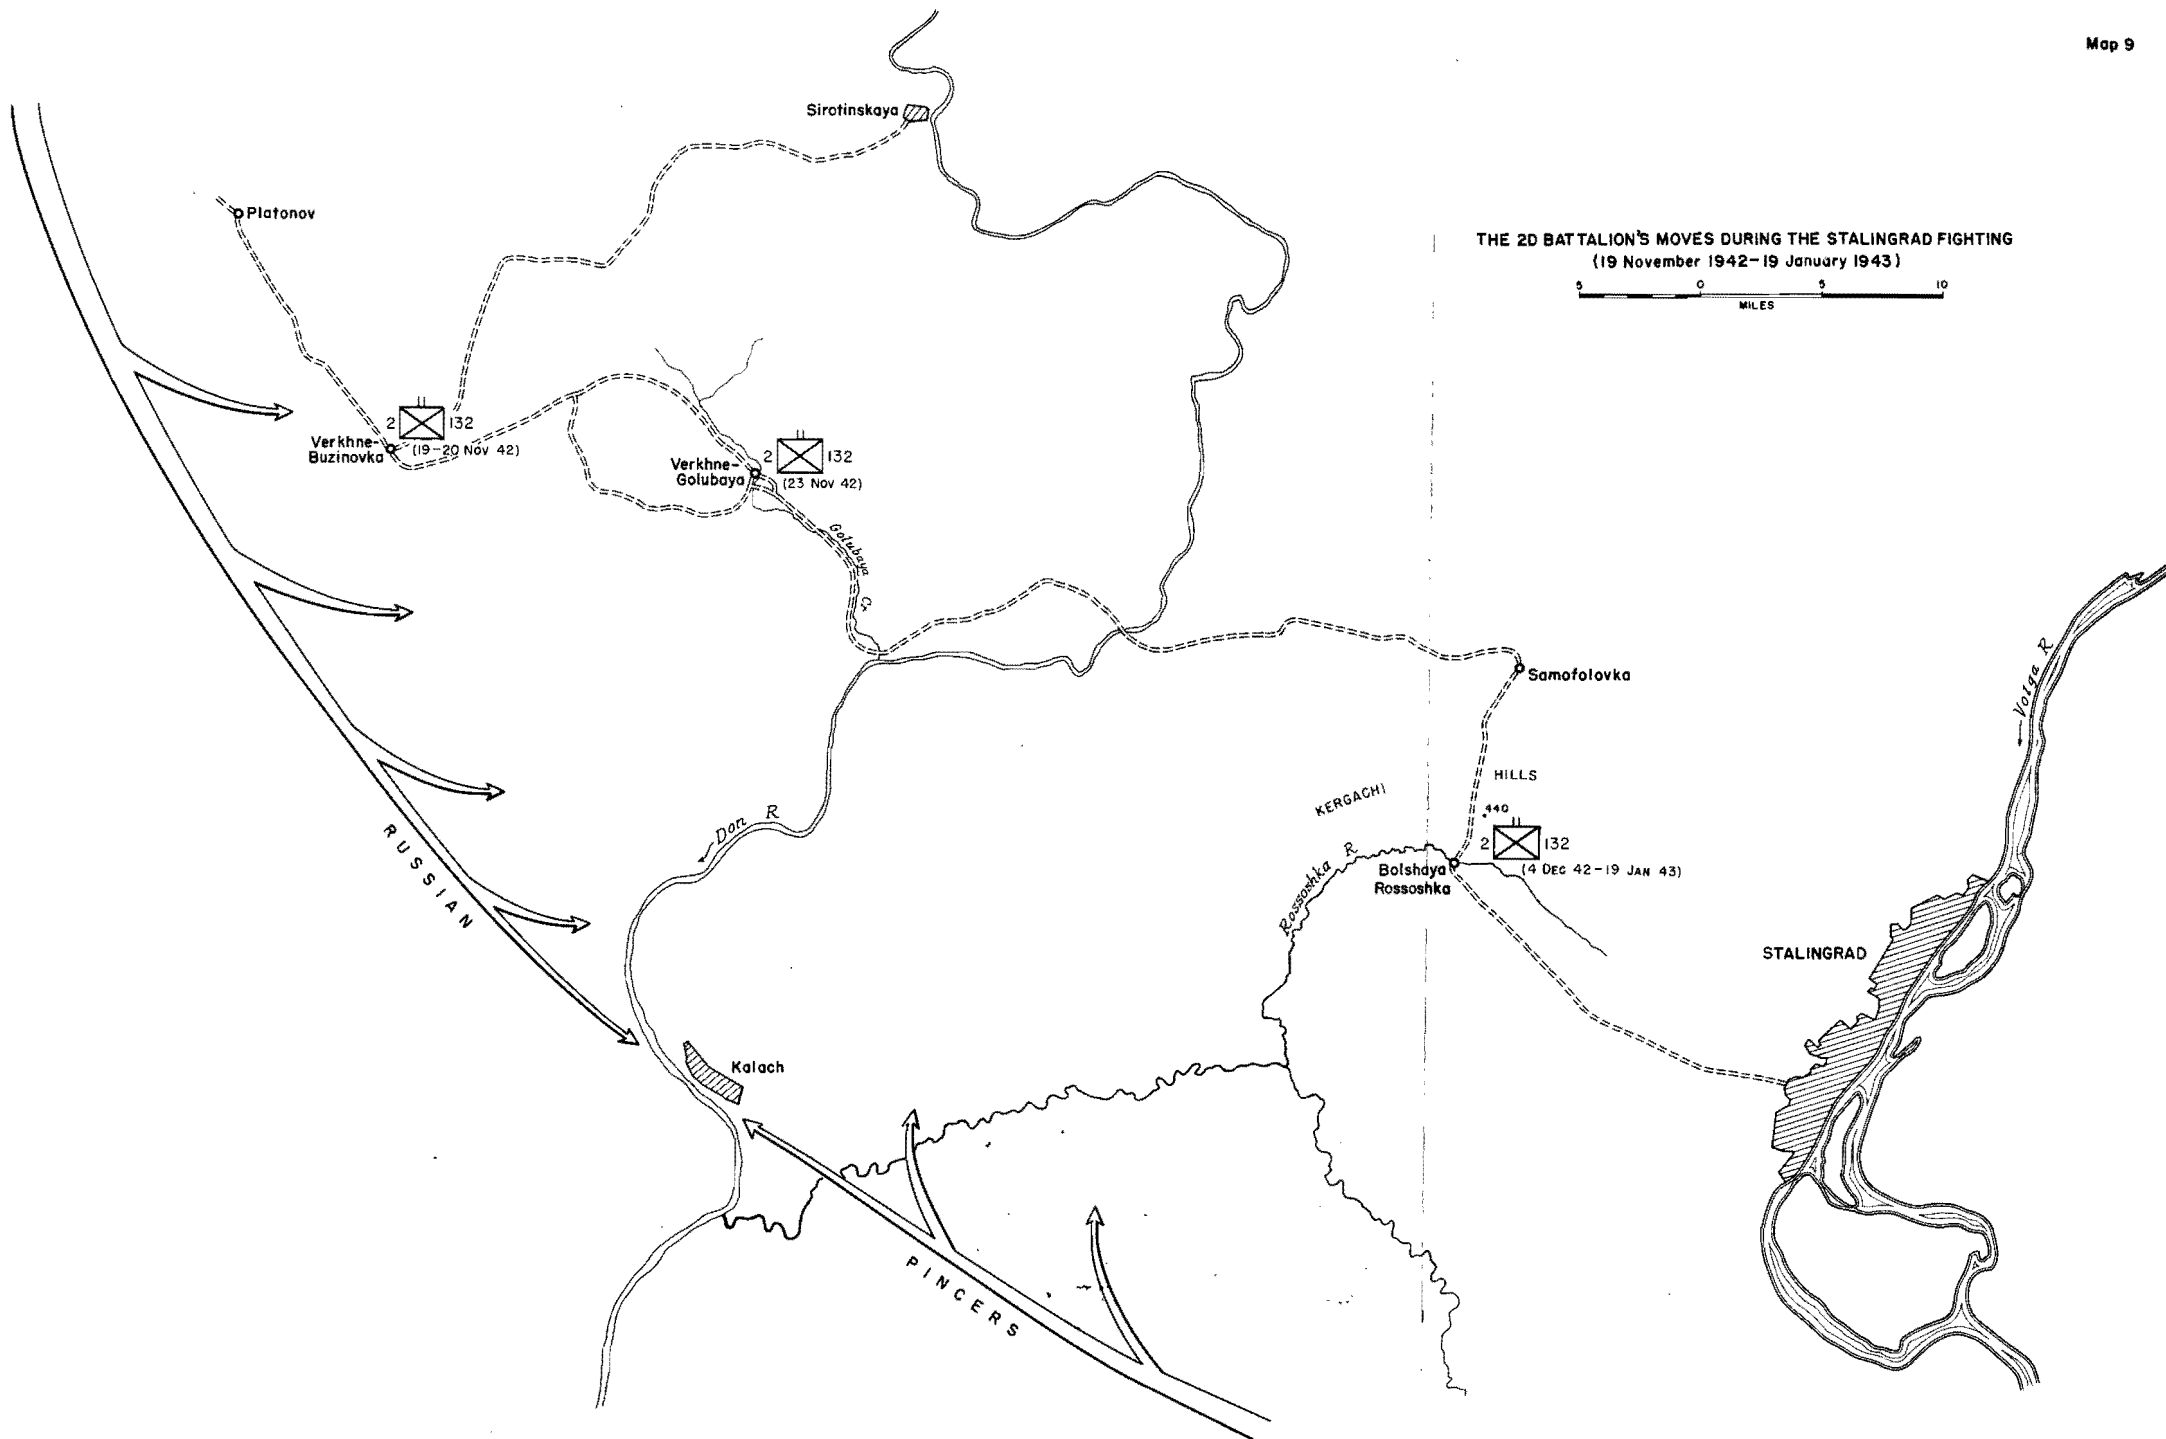 Map 9
Sirotinskaya
Platonov
THE 2D BATTALION'S MOVES DURING THE STALINGRAD FIGHTING
(19 November 1942-19 January 1943)
5 0 5 10
MILES
2 132
Verkhne-
Buzinovka
(19-20 Nov 42)
2 132
Verkhne-
Golubaya
(23 Nov 42)
Golubaya Cr
Volga R
Samofolovka
HILLS
KERGACHI
.440
Don R
RUSSIAN
2 132
Rossoshka R
Bolshaya
Rossoshka
(4 DEC 42-19 JAN 43)
STALINGRAD
Kalach
PINCERS